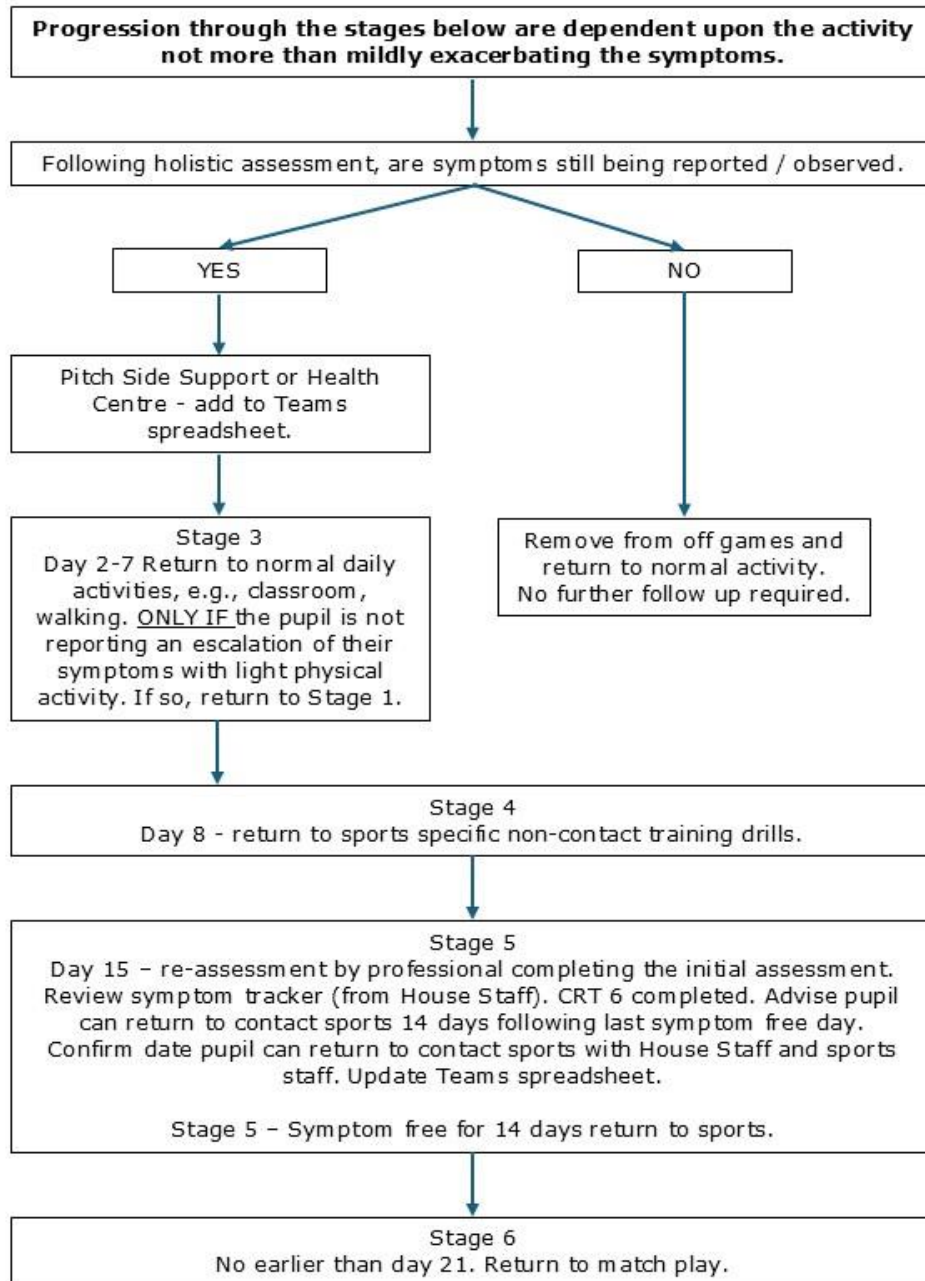 Progression through the stages below are dependent upon the activity
not more than mildly exacerbating the symptoms.
Following holistic assessment, are symptoms still being reported / observed.
YES
NO
Pitch Side Support or Health
Centre - add to Teams
spreadsheet.
Stage 3
Day 2-7 Return to normal daily
activities, e.g., classroom,
walking. ONLY IF the pupil is not
reporting an escalation of their
symptoms with light physical
activity. If so, return to Stage 1.
Remove from off games and
return to normal activity.
No further follow up required.
Stage 4
Day 8 - return to sports specific non-contact training drills.
Stage 5
Day 15 – re-assessment by professional completing the initial assessment.
Review symptom tracker (from House Staff). CRT 6 completed. Advise pupil
can return to contact sports 14 days following last symptom free day.
Confirm date pupil can return to contact sports with House Staff and sports
staff. Update Teams spreadsheet.
Stage 5 – Symptom free for 14 days return to sports.
Stage 6
No earlier than day 21. Return to match play.